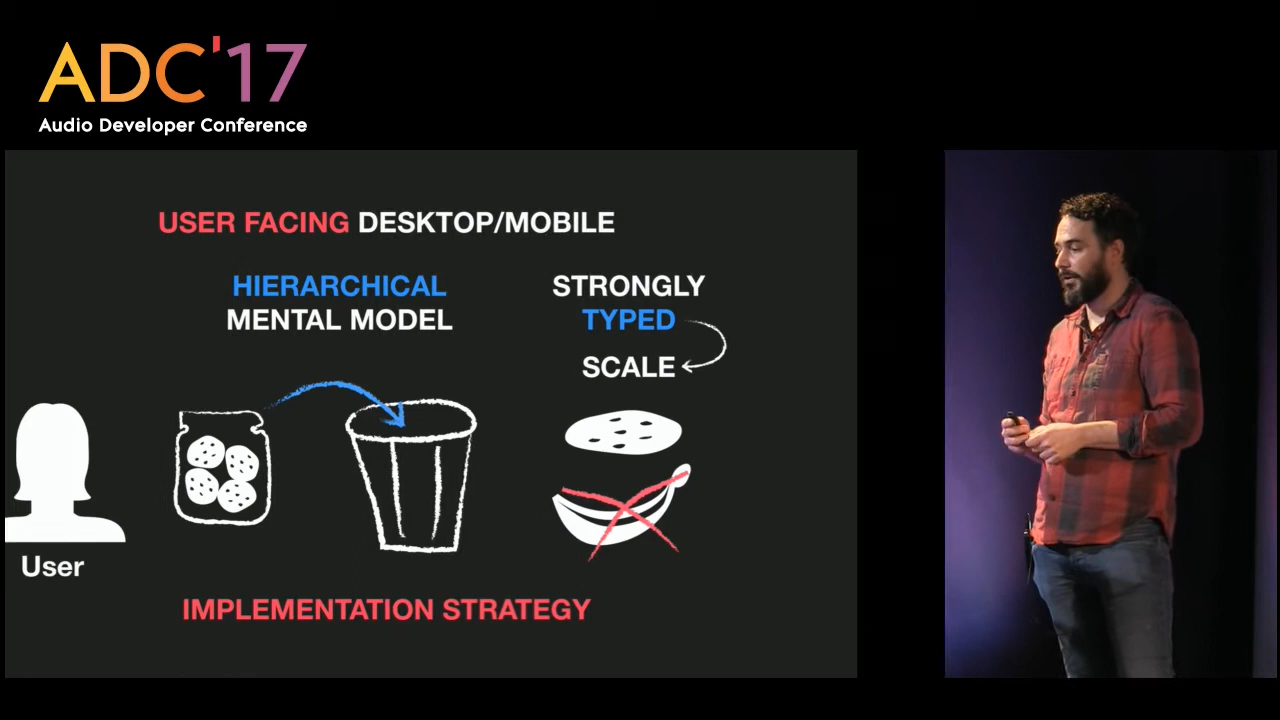 ADC'17
Audio Developer Conference
USER FACING DESKTOP/MOBILE
HIERARCHICAL
MENTAL MODEL
STRONGLY
TYPED
SCALE
User
IMPLEMENTATION STRATEGY